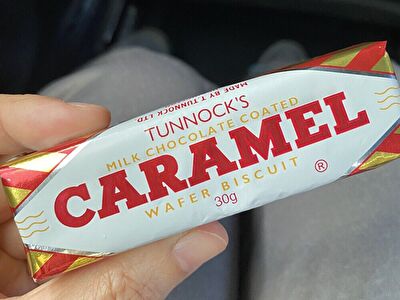 MADE BY T. TUNNOCK LTD.
TUNNOCK'S
MILK CHOCOLATE COATED
CARAMEL
WAFER BISCUIT
®
30g